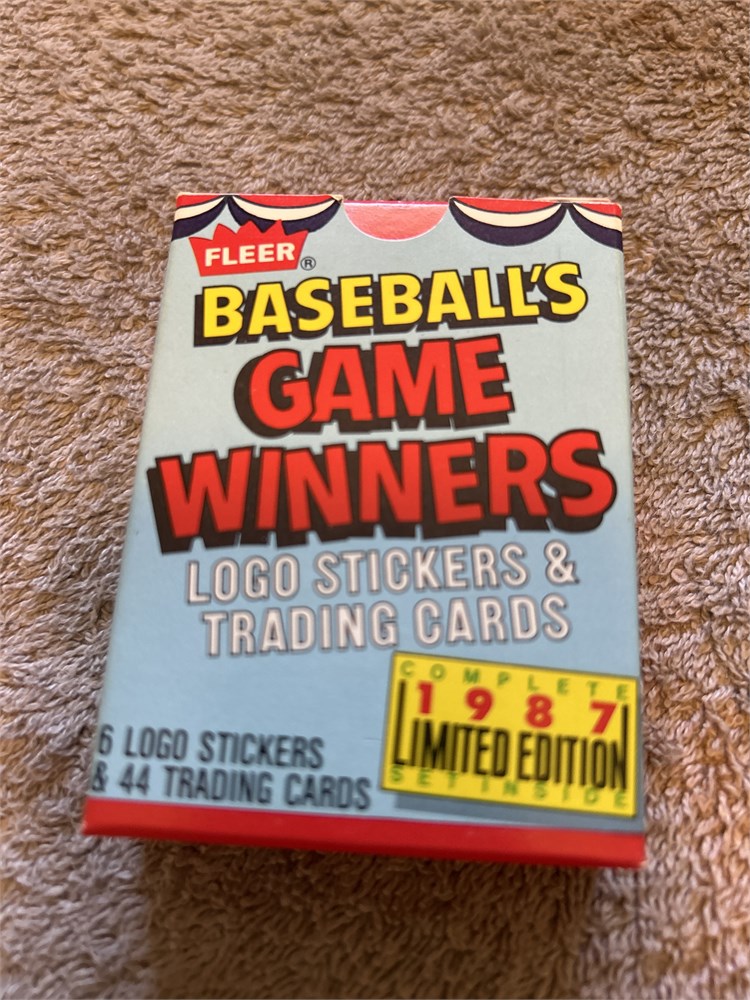 FLEER®
BASEBALL'S
GAME
WINNERS
LOGO STICKERS &
TRADING CARDS
COMPLETE
1987
LIMITED EDITION
SET INSIDE
6 LOGO STICKERS
& 44 TRADING CARDS